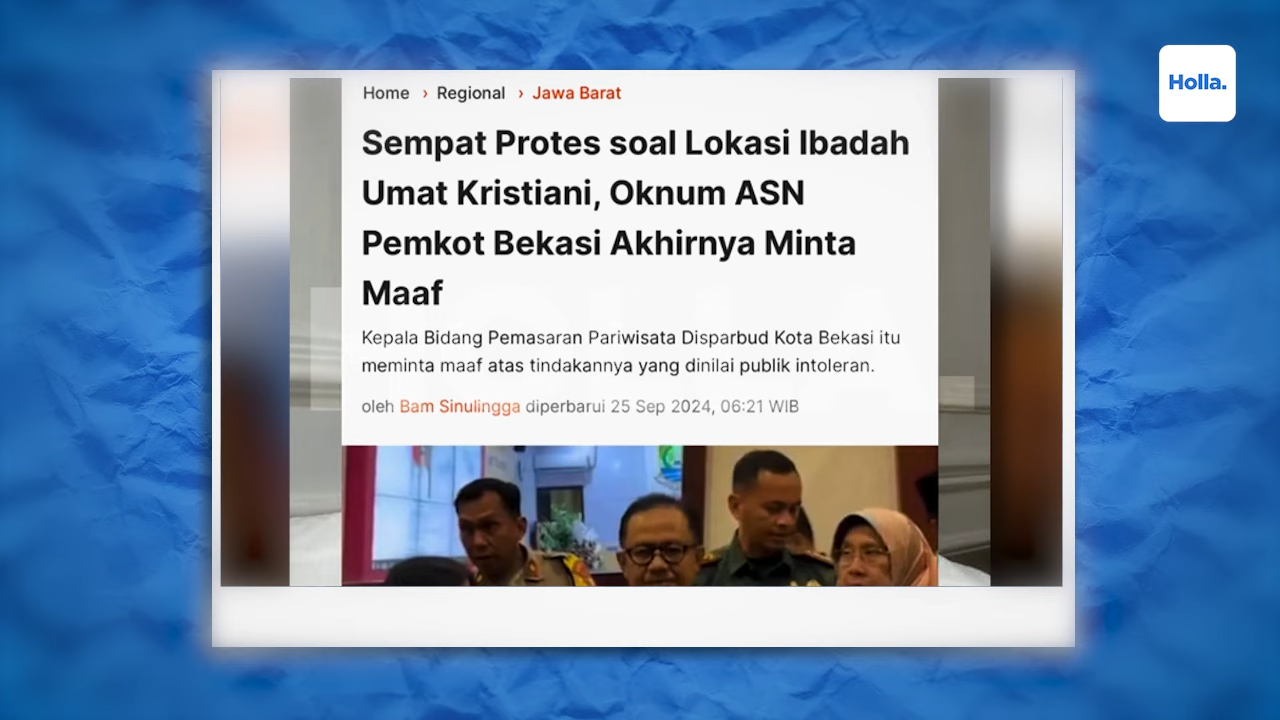 Holla.
Home › Regional › Jawa Barat
Sempat Protes soal Lokasi Ibadah
Umat Kristiani, Oknum ASN
Pemkot Bekasi Akhirnya Minta
Maaf
Kepala Bidang Pemasaran Pariwisata Disparbud Kota Bekasi itu
meminta maaf atas tindakannya yang dinilai publik intoleran.
oleh Bam Sinulingga diperbarui 25 Sep 2024, 06:21 WIB